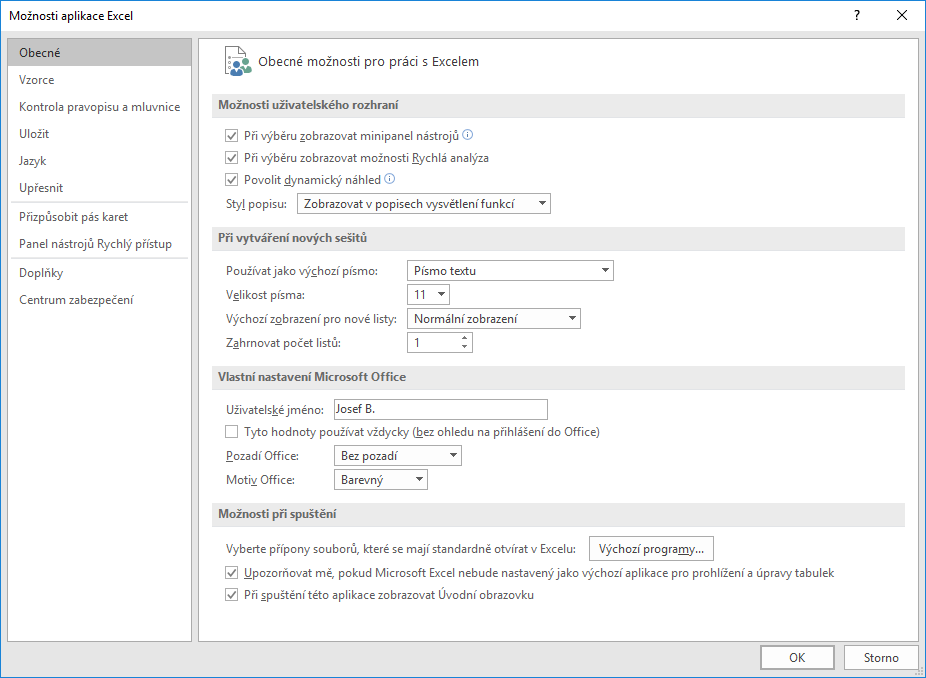 Možnosti aplikace Excel
?
Obecné
Vzorce
Kontrola pravopisu a mluvnice
Uložit
Jazyk
Upřesnit
Přizpůsobit pás karet
Panel nástrojů Rychlý přístup
Doplňky
Centrum zabezpečení
Obecné možnosti pro práci s Excelem
Možnosti uživatelského rozhraní
Při výběru zobrazovat minipanel nástrojů
Při výběru zobrazovat možnosti Rychlá analýza
Povolit dynamický náhled
Styl popisu: Zobrazovat v popisech vysvětlení funkcí
Při vytváření nových sešitů
Používat jako výchozí písmo: Písmo textu
Velikost písma: 11
Výchozí zobrazení pro nové listy: Normální zobrazení
Zahrnovat počet listů: 1
Vlastní nastavení Microsoft Office
Uživatelské jméno: Josef B.
Tyto hodnoty používat vždycky (bez ohledu na přihlášení do Office)
Pozadí Office: Bez pozadí
Motiv Office: Barevný
Možnosti při spuštění
Vyberte přípony souborů, které se mají standardně otvírat v Excelu: Výchozí programy...
Upozorňovat mě, pokud Microsoft Excel nebude nastavený jako výchozí aplikace pro prohlížení a úpravy tabulek
Při spuštění této aplikace zobrazovat Úvodní obrazovku
OK Storno